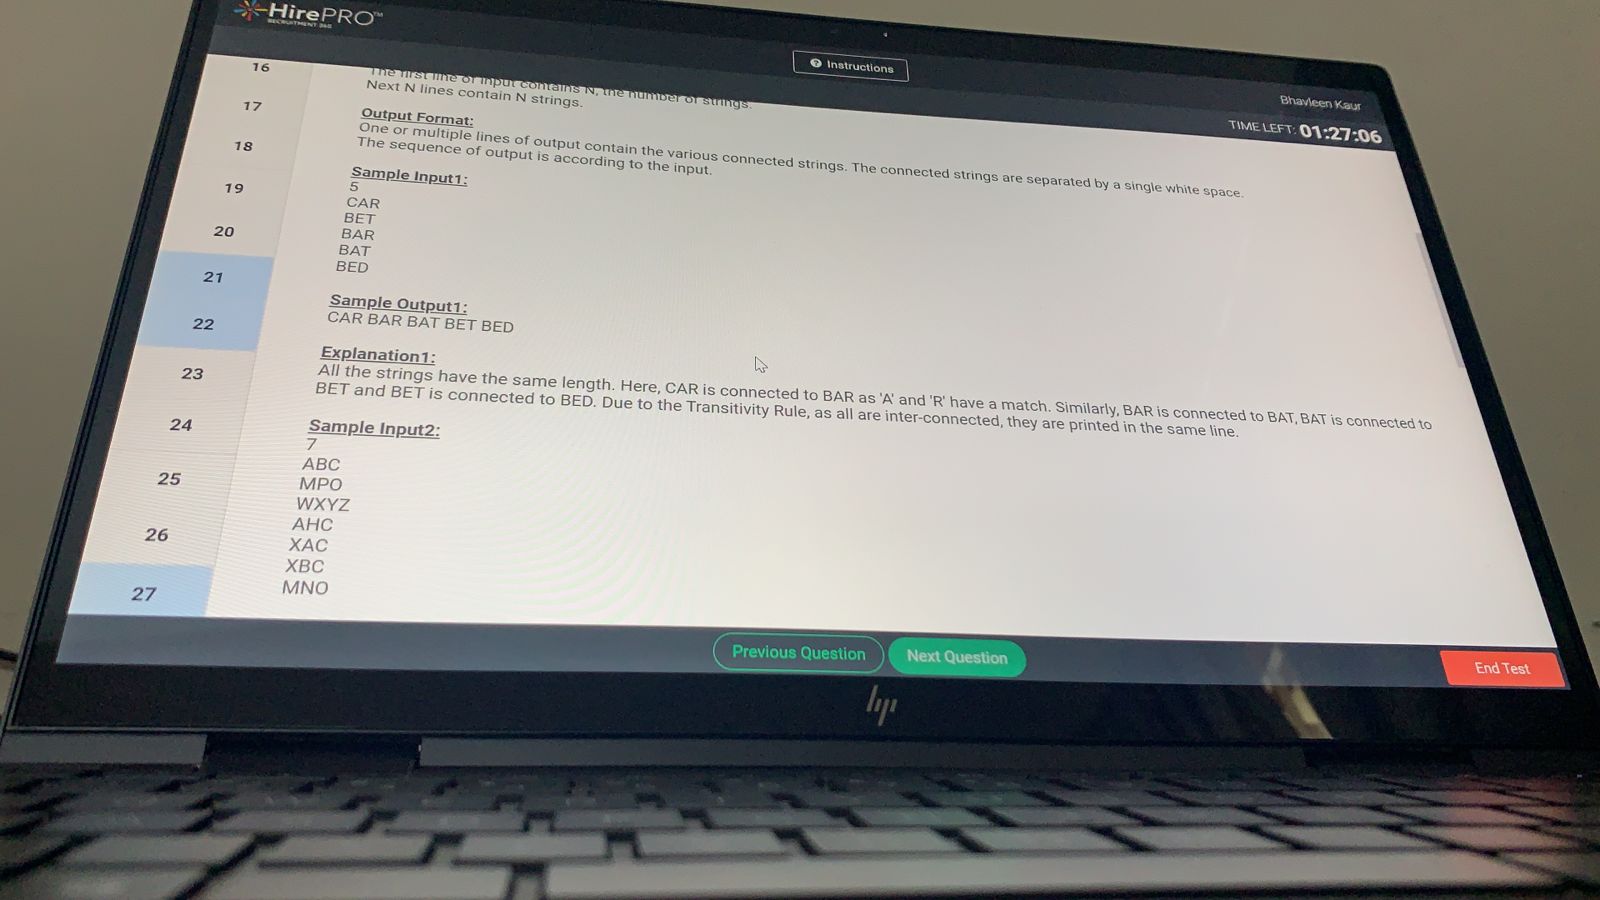 HirePRO™
RECRUITMENT 360
Instructions
Bhavleen Kaur
TIME LEFT: 01:27:06
16
17
18
19
20
21
22
23
24
25
26
27
The first line of input contains N, the number of strings.
Next N lines contain N strings.
Output Format:
One or multiple lines of output contain the various connected strings. The connected strings are separated by a single white space.
The sequence of output is according to the input.
Sample Input1:
5
CAR
BET
BAR
BAT
BED
Sample Output1:
CAR BAR BAT BET BED
Explanation1:
All the strings have the same length. Here, CAR is connected to BAR as 'A' and 'R' have a match. Similarly, BAR is connected to BAT, BAT is connected to
BET and BET is connected to BED. Due to the Transitivity Rule, as all are inter-connected, they are printed in the same line.
Sample Input2:
7
ABC
MPO
WXYZ
AHC
XAC
XBC
MNO
Previous Question
Next Question
End Test
hp